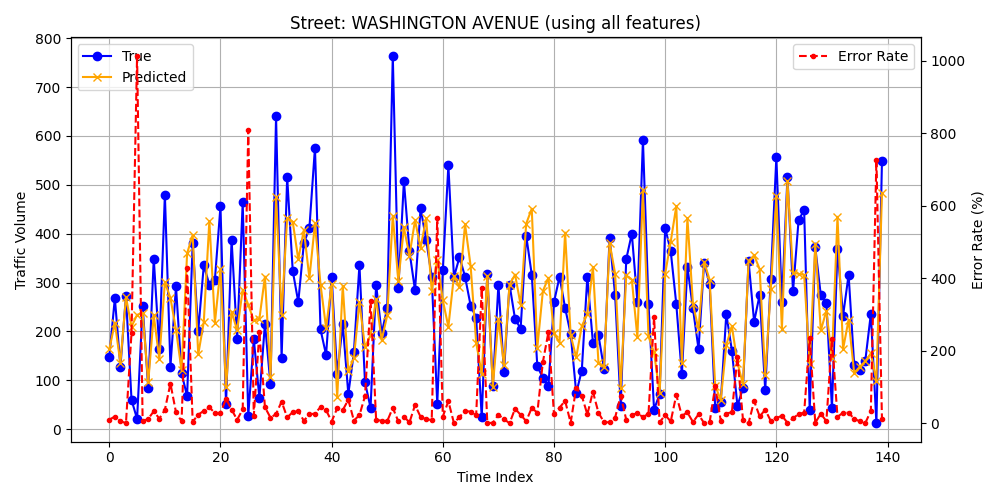 Street: WASHINGTON AVENUE (using all features)
True
Predicted
Error Rate
800
700
600
500
400
300
200
100
0
Traffic Volume
1000
800
600
400
200
0
Error Rate (%)
0 20 40 60 80 100 120 140
Time Index